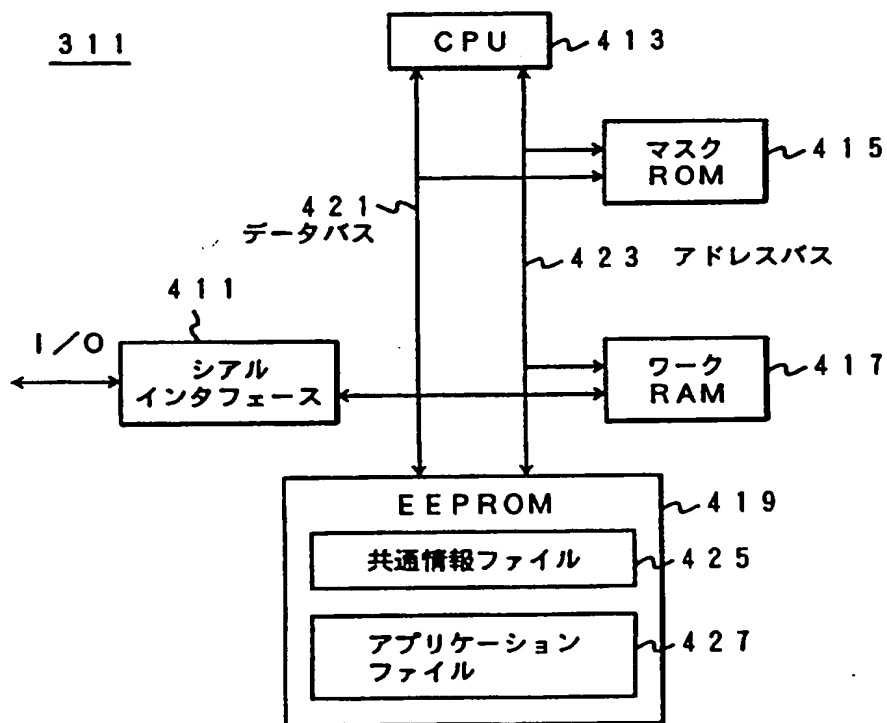 ３１１
CPU
４１３
マスク
ROM
４１５
４２１
データバス
４２３ アドレスバス
４１１
I／O
シアル
インタフェース
ワーク
RAM
４１７
EEPROM
４１９
共通情報ファイル
４２５
アプリケーション
ファイル
４２７